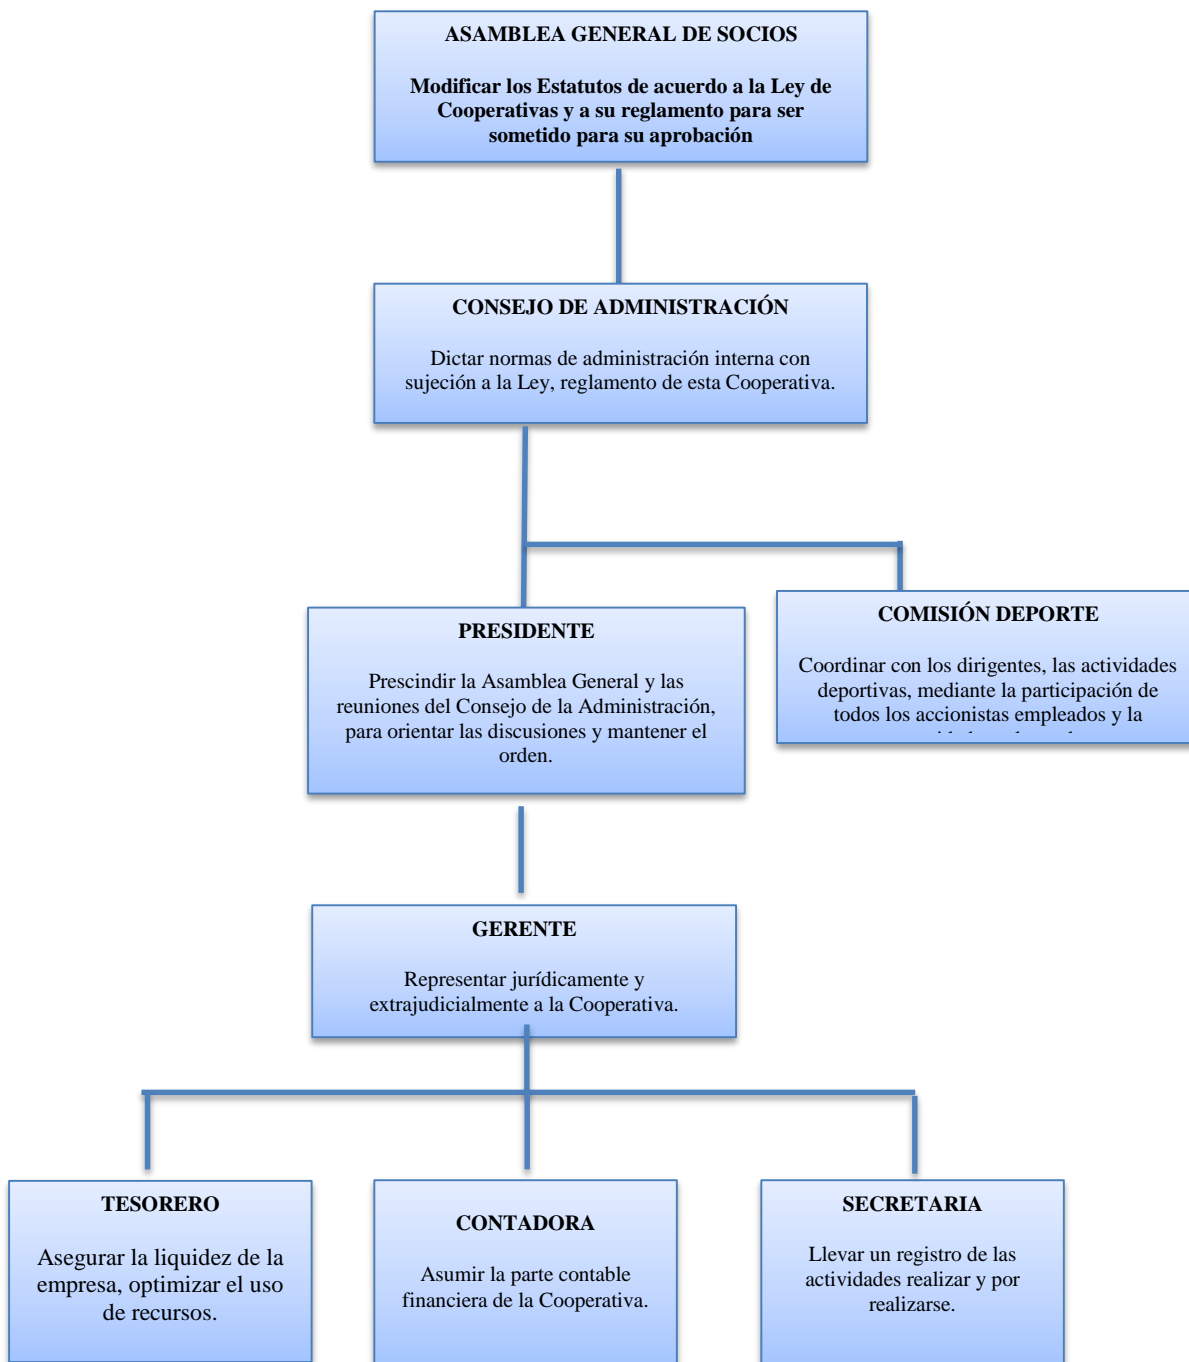 ASAMBLEA GENERAL DE SOCIOS
Modificar los Estatutos de acuerdo a la Ley de
Cooperativas y a su reglamento para ser
sometido para su aprobación
CONSEJO DE ADMINISTRACIÓN
Dictar normas de administración interna con
sujeción a la Ley, reglamento de esta Cooperativa.
PRESIDENTE
Prescindir la Asamblea General y las
reuniones del Consejo de la Administración,
para orientar las discusiones y mantener el
orden.
COMISIÓN DEPORTE
Coordinar con los dirigentes, las actividades
deportivas, mediante la participación de
todos los accionistas empleados y la
GERENTE
Representar jurídicamente y
extrajudicialmente a la Cooperativa.
TESORERO
Asegurar la liquidez de la
empresa, optimizar el uso
de recursos.
CONTADORA
Asumir la parte contable
financiera de la Cooperativa.
SECRETARIA
Llevar un registro de las
actividades realizar y por
realizarse.